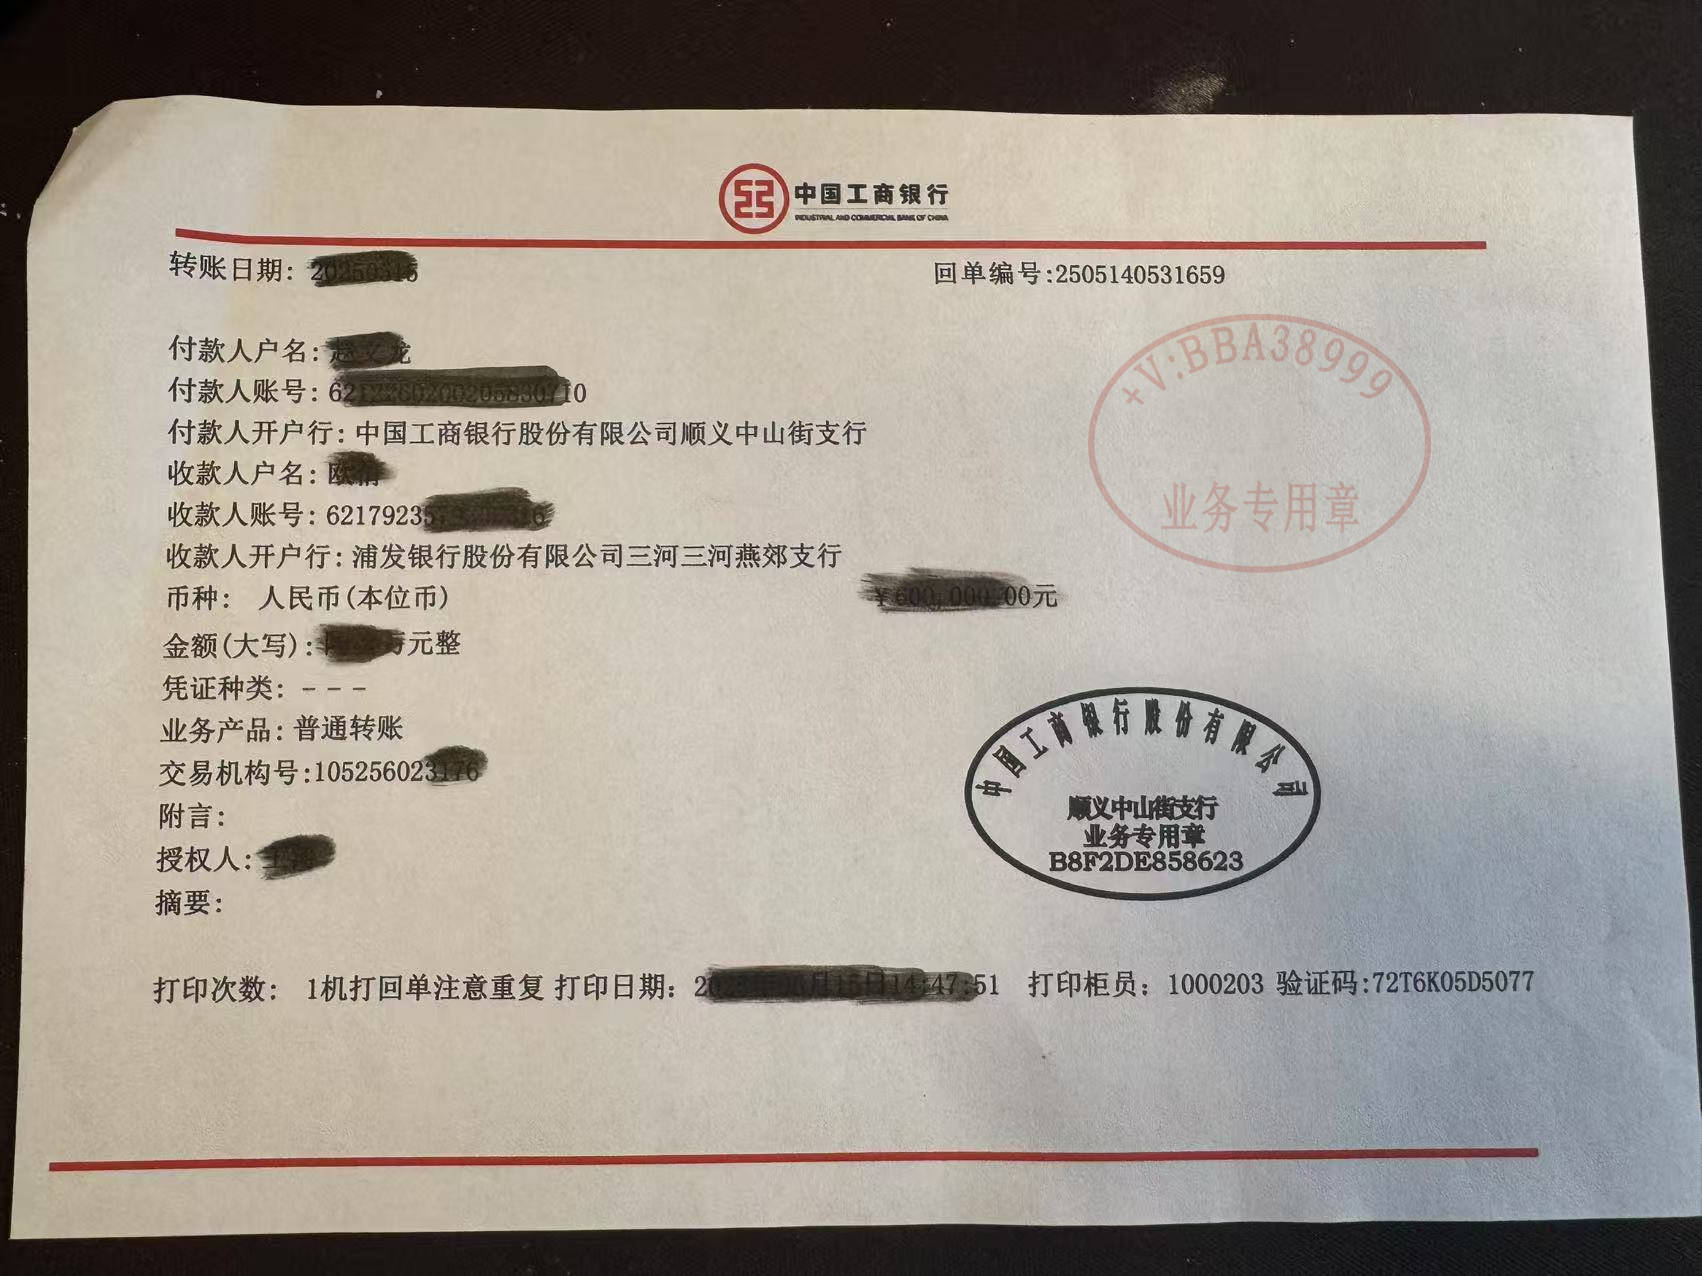 中国工商银行
INDUSTRIAL AND COMMERCIAL BANK OF CHINA
转账日期:
回单编号:2505140531659
+V:BBA38999
业务专用章
付款人户名:
付款人账号:
付款人开户行:中国工商银行股份有限公司顺义中山街支行
收款人户名:
收款人账号:6217923
收款人开户行:浦发银行股份有限公司三河三河燕郊支行
币种: 人民币(本位币)
元
金额(大写): 元整
凭证种类: ---
业务产品:普通转账
交易机构号:105256023
附言:
授权人:
摘要:
中国工商银行股份有限公司
顺义中山街支行
业务专用章
B8F2DE858623
打印次数: 1机打回单注意重复 打印日期: 打印柜员: 1000203 验证码:72T6K05D5077